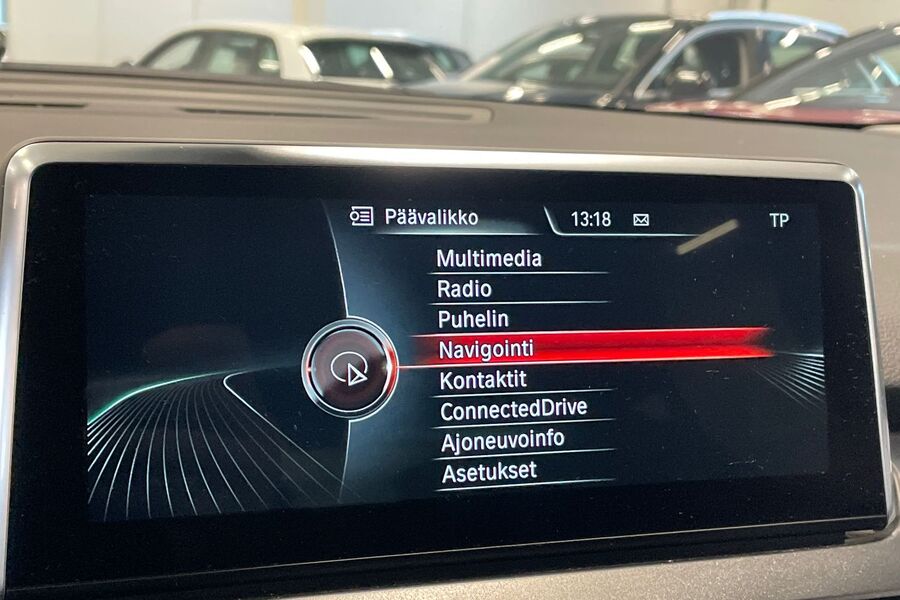 Päävalikko 13:18 TP
Multimedia
Radio
Puhelin
Navigointi
Kontaktit
ConnectedDrive
Ajoneuvoinfo
Asetukset